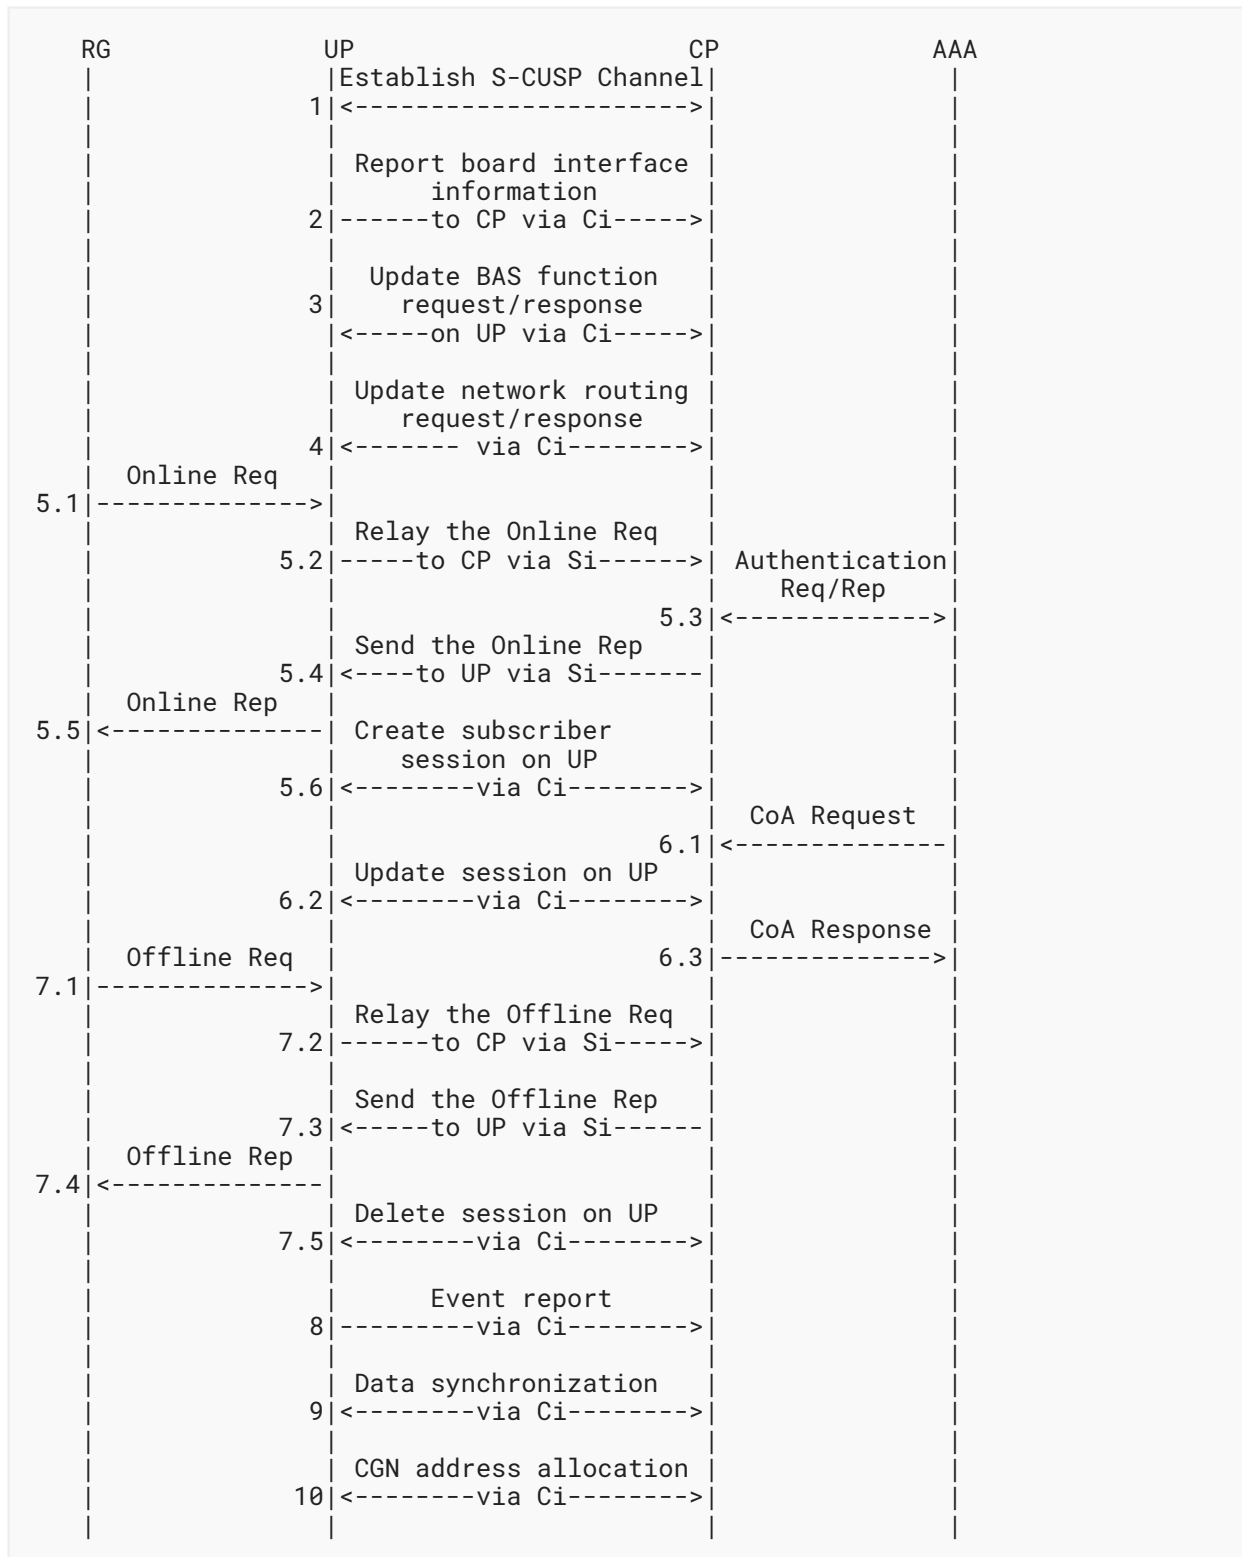 RG UP CP AAA
|Establish S-CUSP Channel|
1|<---------------------->|
Report board interface
information
2|------to CP via Ci----->|
Update BAS function
3| request/response
|<-----on UP via Ci----->|
Update network routing
request/response
4|<------- via Ci-------->|
Online Req
5.1|-------------->|
Relay the Online Req
5.2|-----to CP via Si------>| Authentication|
Req/Rep
5.3|<------------->|
Send the Online Rep
5.4|<----to UP via Si-------|
Online Rep
5.5|<--------------| Create subscriber
session on UP
5.6|<--------via Ci-------->|
CoA Request
6.1|<--------------|
Update session on UP
6.2|<--------via Ci-------->|
CoA Response
Offline Req 6.3|-------------->|
7.1|-------------->|
Relay the Offline Req
7.2|------to CP via Si----->|
Send the Offline Rep
7.3|<-----to UP via Si------|
Offline Rep
7.4|<--------------|
Delete session on UP
7.5|<--------via Ci-------->|
Event report
8|---------via Ci-------->|
Data synchronization
9|<--------via Ci-------->|
CGN address allocation
10|<--------via Ci-------->|